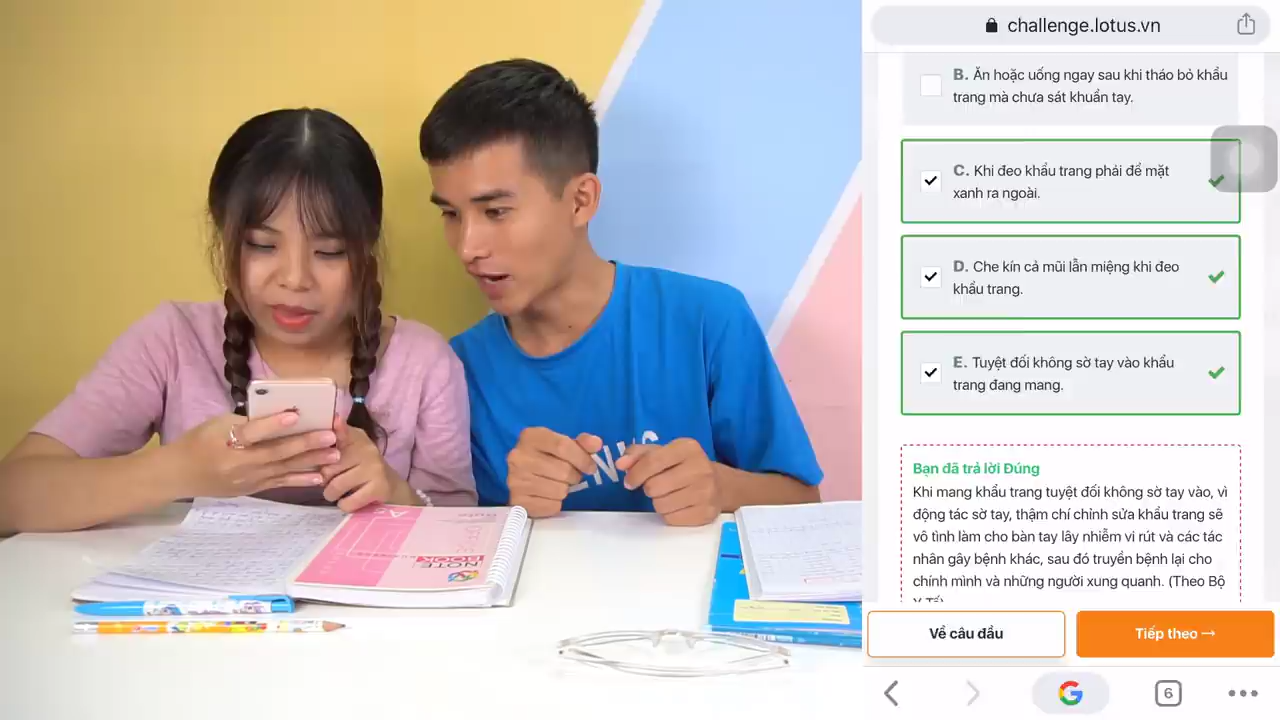 challenge.lotus.vn
B. Ăn hoặc uống ngay sau khi tháo bỏ khẩu
trang mà chưa sát khuẩn tay.
C. Khi đeo khẩu trang phải để mặt
xanh ra ngoài.
D. Che kín cả mũi lẫn miệng khi đeo
khẩu trang.
E. Tuyệt đối không sờ tay vào khẩu
trang đang mang.
Bạn đã trả lời Đúng
Khi mang khẩu trang tuyệt đối không sờ tay vào, vì
động tác sờ tay, thậm chí chỉnh sửa khẩu trang sẽ
vô tình làm cho bàn tay lây nhiễm vi rút và các tác
nhân gây bệnh khác, sau đó truyền bệnh lại cho
chính mình và những người xung quanh. (Theo Bộ
Y Tế)
Về câu đầu
Tiếp theo →
6
NOTE
BOOK